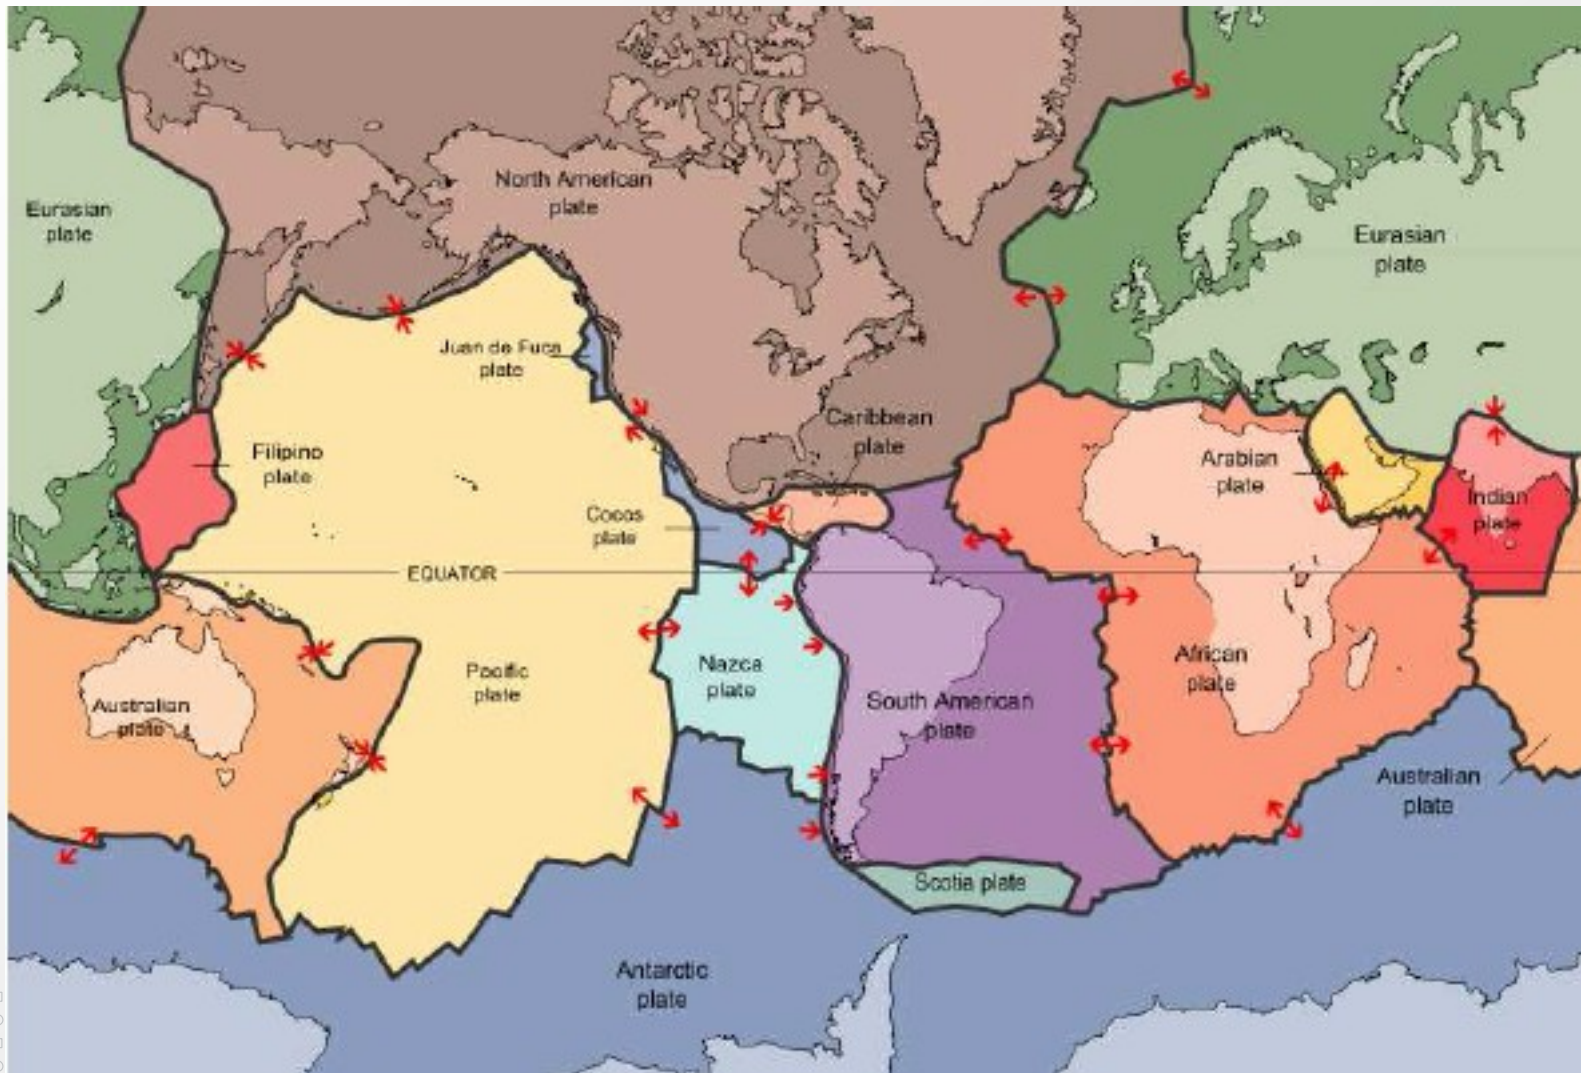 North American
plate
Eurasian
plate
Eurasian
plate
Juan de Fuca
plate
Caribbean
plate
Filipino
plate
Arabian
plate
Indian
plate
Cocos
plate
EQUATOR
Pacific
plate
Nazca
plate
African
plate
South American
plate
Australian
plate
Australian
plate
Scotia plate
Antarctic
plate